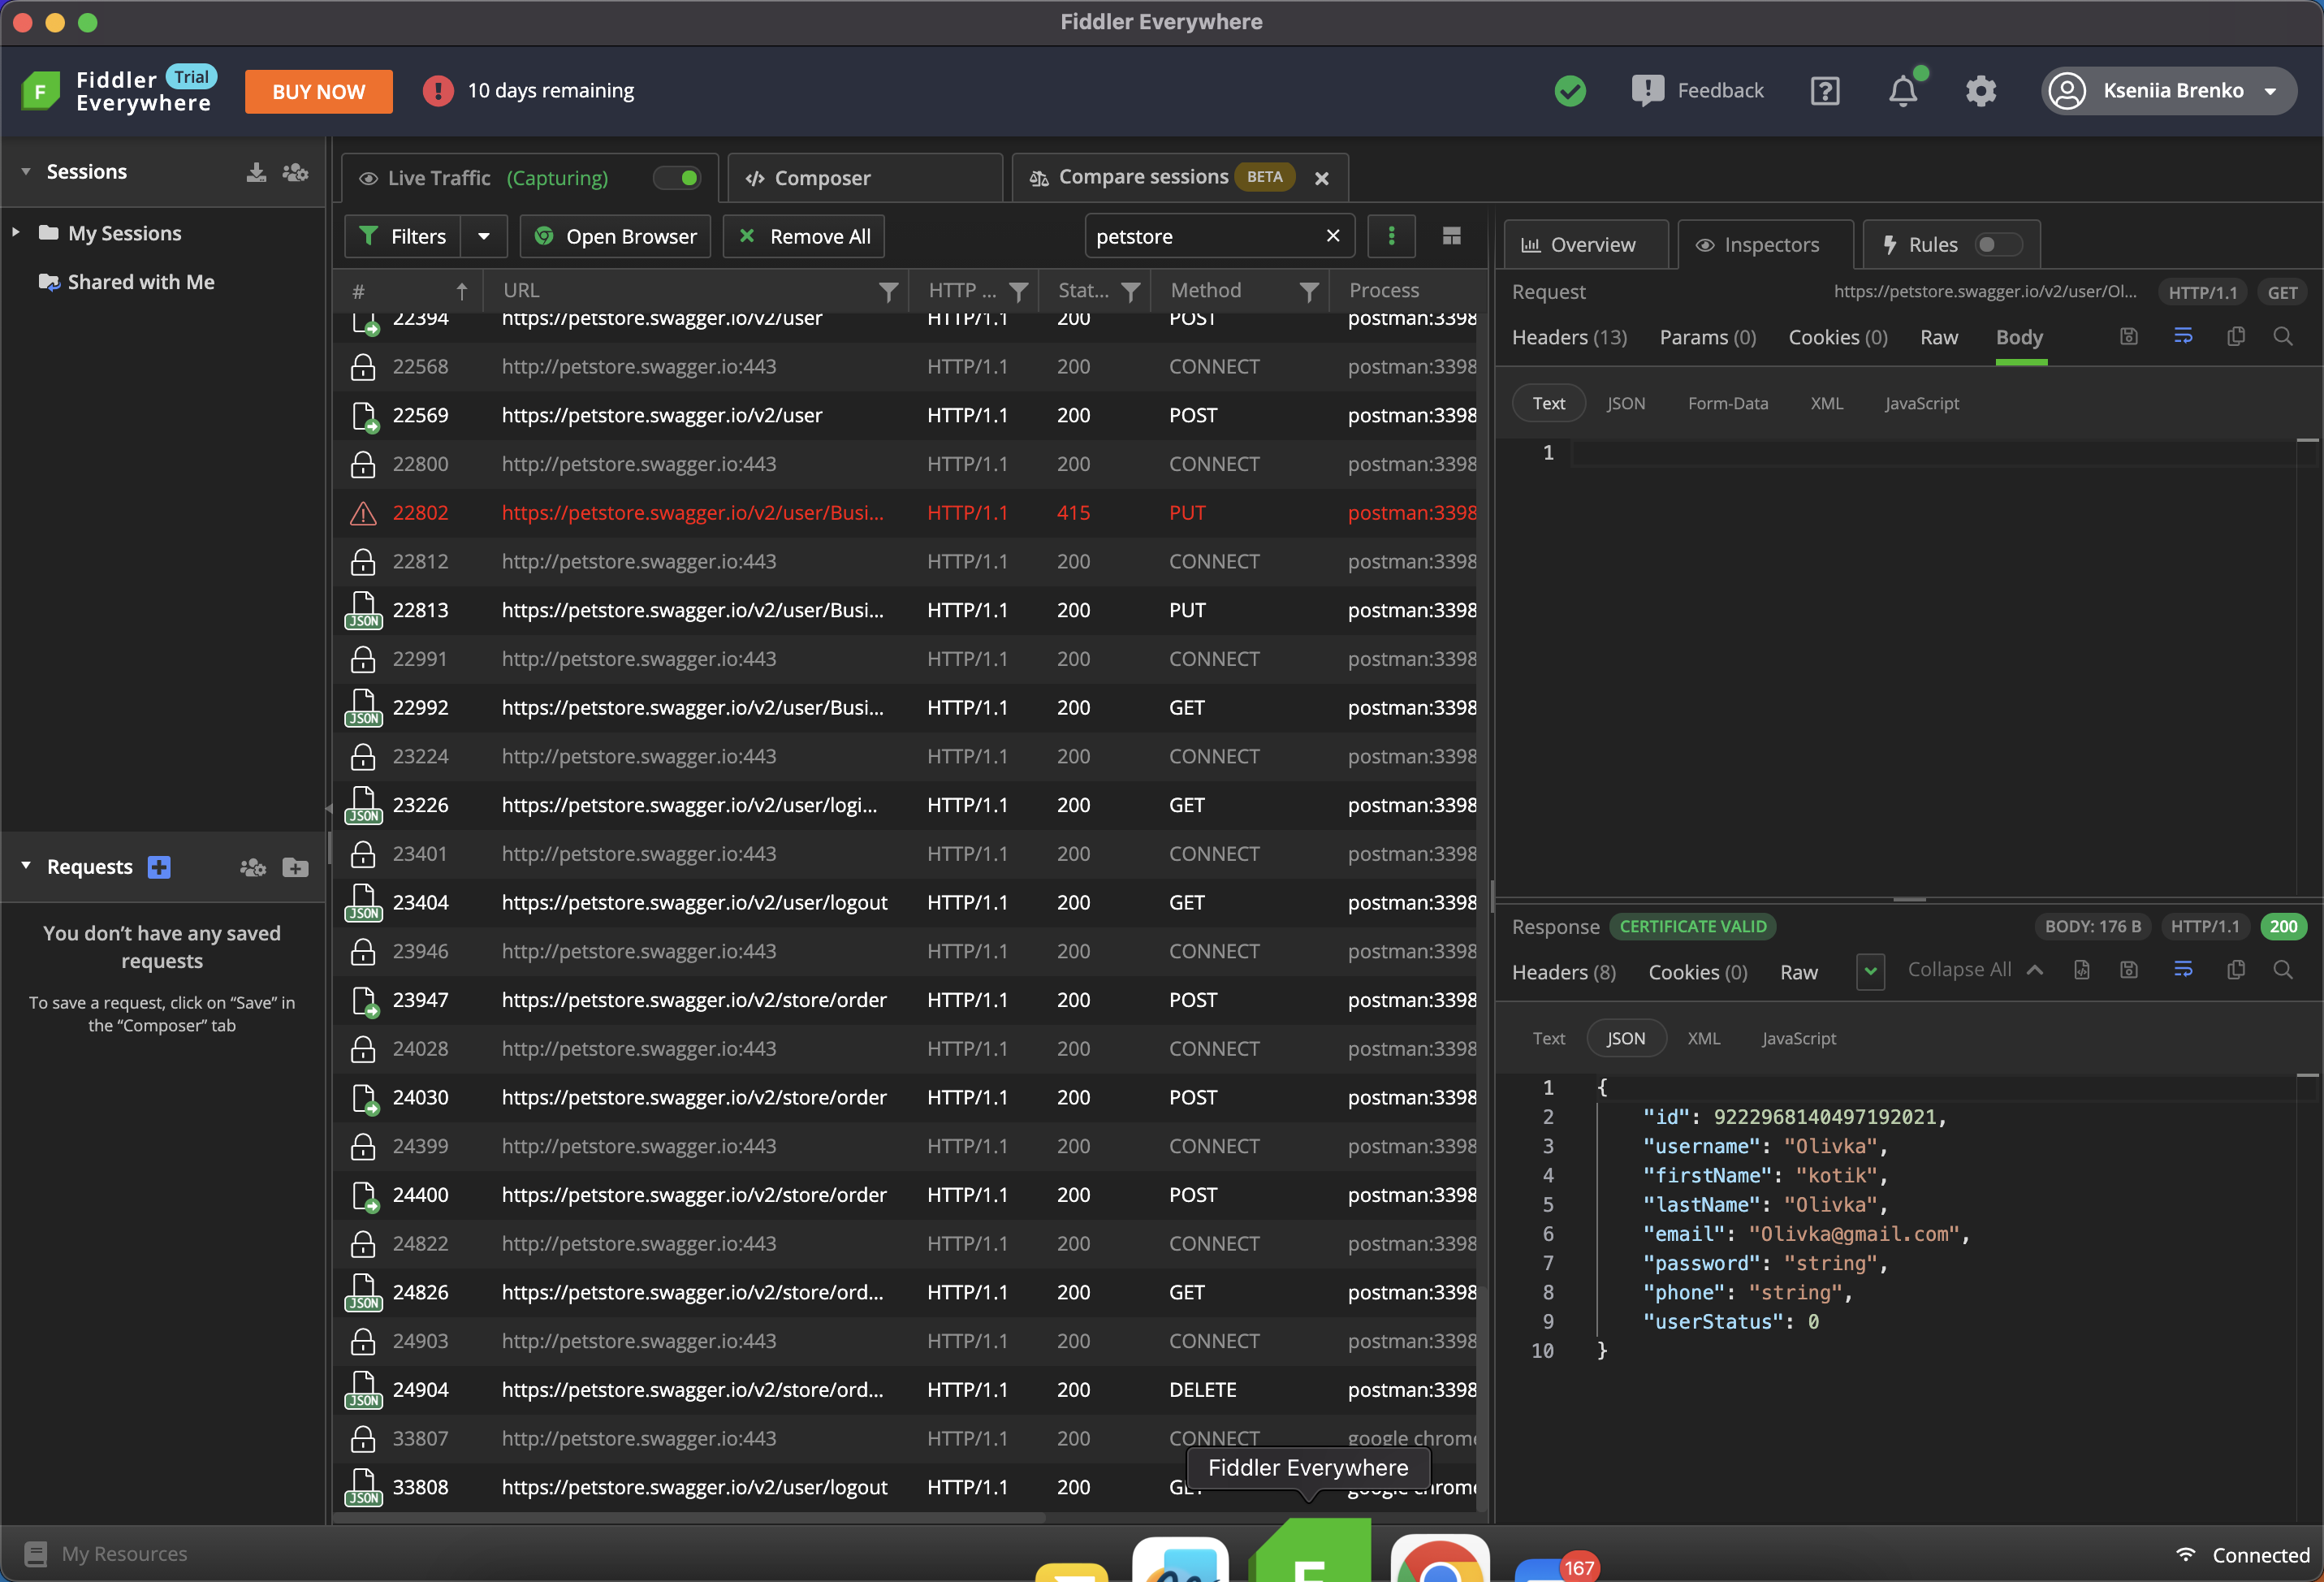 Fiddler Everywhere
Fiddler Everywhere Trial
BUY NOW
10 days remaining
Feedback
Kseniia Brenko
Sessions
My Sessions
Shared with Me
Requests
You don’t have any saved
requests
To save a request, click on “Save” in
the “Composer” tab
Live Traffic (Capturing)
Composer
Compare sessions BETA
Filters
Open Browser
Remove All
petstore
# URL HTTP ... Stat... Method Process
22394 https://petstore.swagger.io/v2/user HTTP/1.1 200 POST postman:3398
22568 http://petstore.swagger.io:443 HTTP/1.1 200 CONNECT postman:3398
22569 https://petstore.swagger.io/v2/user HTTP/1.1 200 POST postman:3398
22800 http://petstore.swagger.io:443 HTTP/1.1 200 CONNECT postman:3398
22802 https://petstore.swagger.io/v2/user/Busi... HTTP/1.1 415 PUT postman:3398
22812 http://petstore.swagger.io:443 HTTP/1.1 200 CONNECT postman:3398
JSON 22813 https://petstore.swagger.io/v2/user/Busi... HTTP/1.1 200 PUT postman:3398
22991 http://petstore.swagger.io:443 HTTP/1.1 200 CONNECT postman:3398
JSON 22992 https://petstore.swagger.io/v2/user/Busi... HTTP/1.1 200 GET postman:3398
23224 http://petstore.swagger.io:443 HTTP/1.1 200 CONNECT postman:3398
JSON 23226 https://petstore.swagger.io/v2/user/logi... HTTP/1.1 200 GET postman:3398
23401 http://petstore.swagger.io:443 HTTP/1.1 200 CONNECT postman:3398
JSON 23404 https://petstore.swagger.io/v2/user/logout HTTP/1.1 200 GET postman:3398
23946 http://petstore.swagger.io:443 HTTP/1.1 200 CONNECT postman:3398
23947 https://petstore.swagger.io/v2/store/order HTTP/1.1 200 POST postman:3398
24028 http://petstore.swagger.io:443 HTTP/1.1 200 CONNECT postman:3398
24030 https://petstore.swagger.io/v2/store/order HTTP/1.1 200 POST postman:3398
24399 http://petstore.swagger.io:443 HTTP/1.1 200 CONNECT postman:3398
24400 https://petstore.swagger.io/v2/store/order HTTP/1.1 200 POST postman:3398
24822 http://petstore.swagger.io:443 HTTP/1.1 200 CONNECT postman:3398
JSON 24826 https://petstore.swagger.io/v2/store/ord... HTTP/1.1 200 GET postman:3398
24903 http://petstore.swagger.io:443 HTTP/1.1 200 CONNECT postman:3398
JSON 24904 https://petstore.swagger.io/v2/store/ord... HTTP/1.1 200 DELETE postman:3398
33807 http://petstore.swagger.io:443 HTTP/1.1 200 CONNECT google chrome
JSON 33808 https://petstore.swagger.io/v2/user/logout HTTP/1.1 200 GET google chrome
Fiddler Everywhere
Overview
Inspectors
Rules
Request https://petstore.swagger.io/v2/user/Ol... HTTP/1.1 GET
Headers (13) Params (0) Cookies (0) Raw Body
Text JSON Form-Data XML JavaScript
1
Response CERTIFICATE VALID BODY: 176 B HTTP/1.1 200
Headers (8) Cookies (0) Raw Collapse All
Text JSON XML JavaScript
1 {
2 "id": 9222968140497192021,
3 "username": "Olivka",
4 "firstName": "kotik",
5 "lastName": "Olivka",
6 "email": "Olivka@gmail.com",
7 "password": "string",
8 "phone": "string",
9 "userStatus": 0
10 }
My Resources
167
Connected